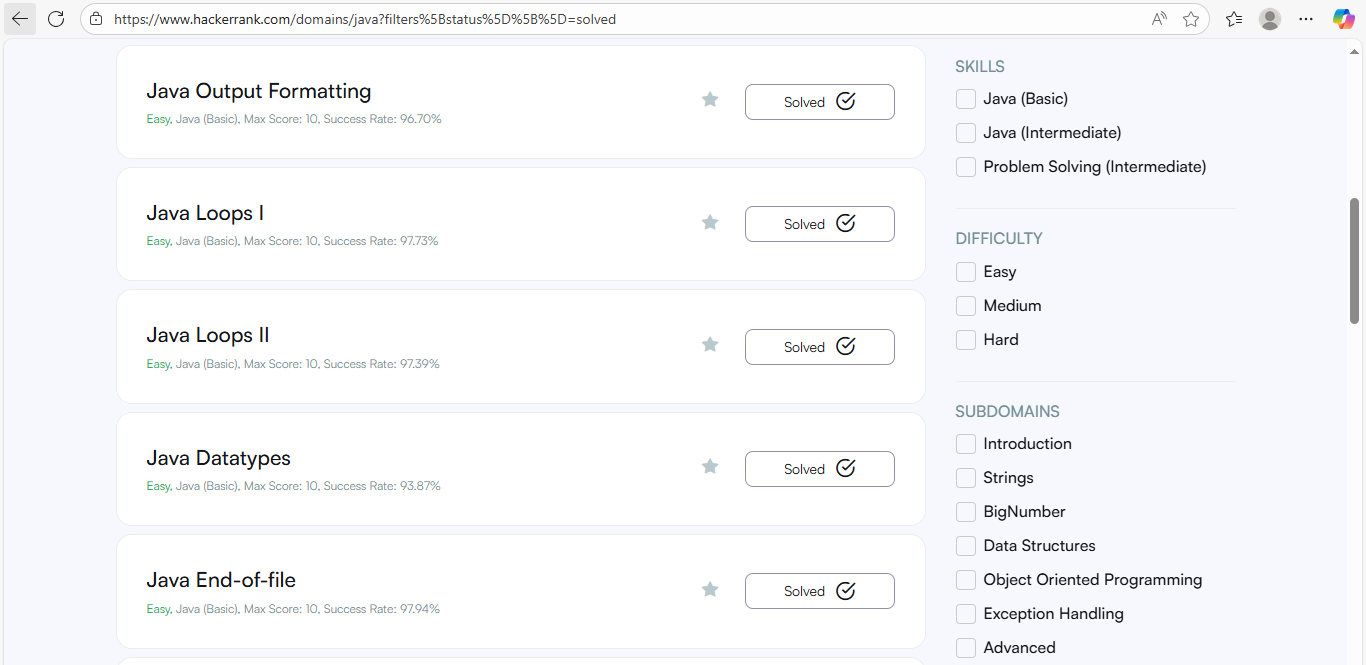 https://www.hackerrank.com/domains/java?filters%5Bstatus%5D%5B%5D=solved
Java Output Formatting
Easy, Java (Basic), Max Score: 10, Success Rate: 96.70%
Solved
Java Loops I
Easy, Java (Basic), Max Score: 10, Success Rate: 97.73%
Solved
Java Loops II
Easy, Java (Basic), Max Score: 10, Success Rate: 97.39%
Solved
Java Datatypes
Easy, Java (Basic), Max Score: 10, Success Rate: 93.87%
Solved
Java End-of-file
Easy, Java (Basic), Max Score: 10, Success Rate: 97.94%
Solved
SKILLS
Java (Basic)
Java (Intermediate)
Problem Solving (Intermediate)
DIFFICULTY
Easy
Medium
Hard
SUBDOMAINS
Introduction
Strings
BigNumber
Data Structures
Object Oriented Programming
Exception Handling
Advanced